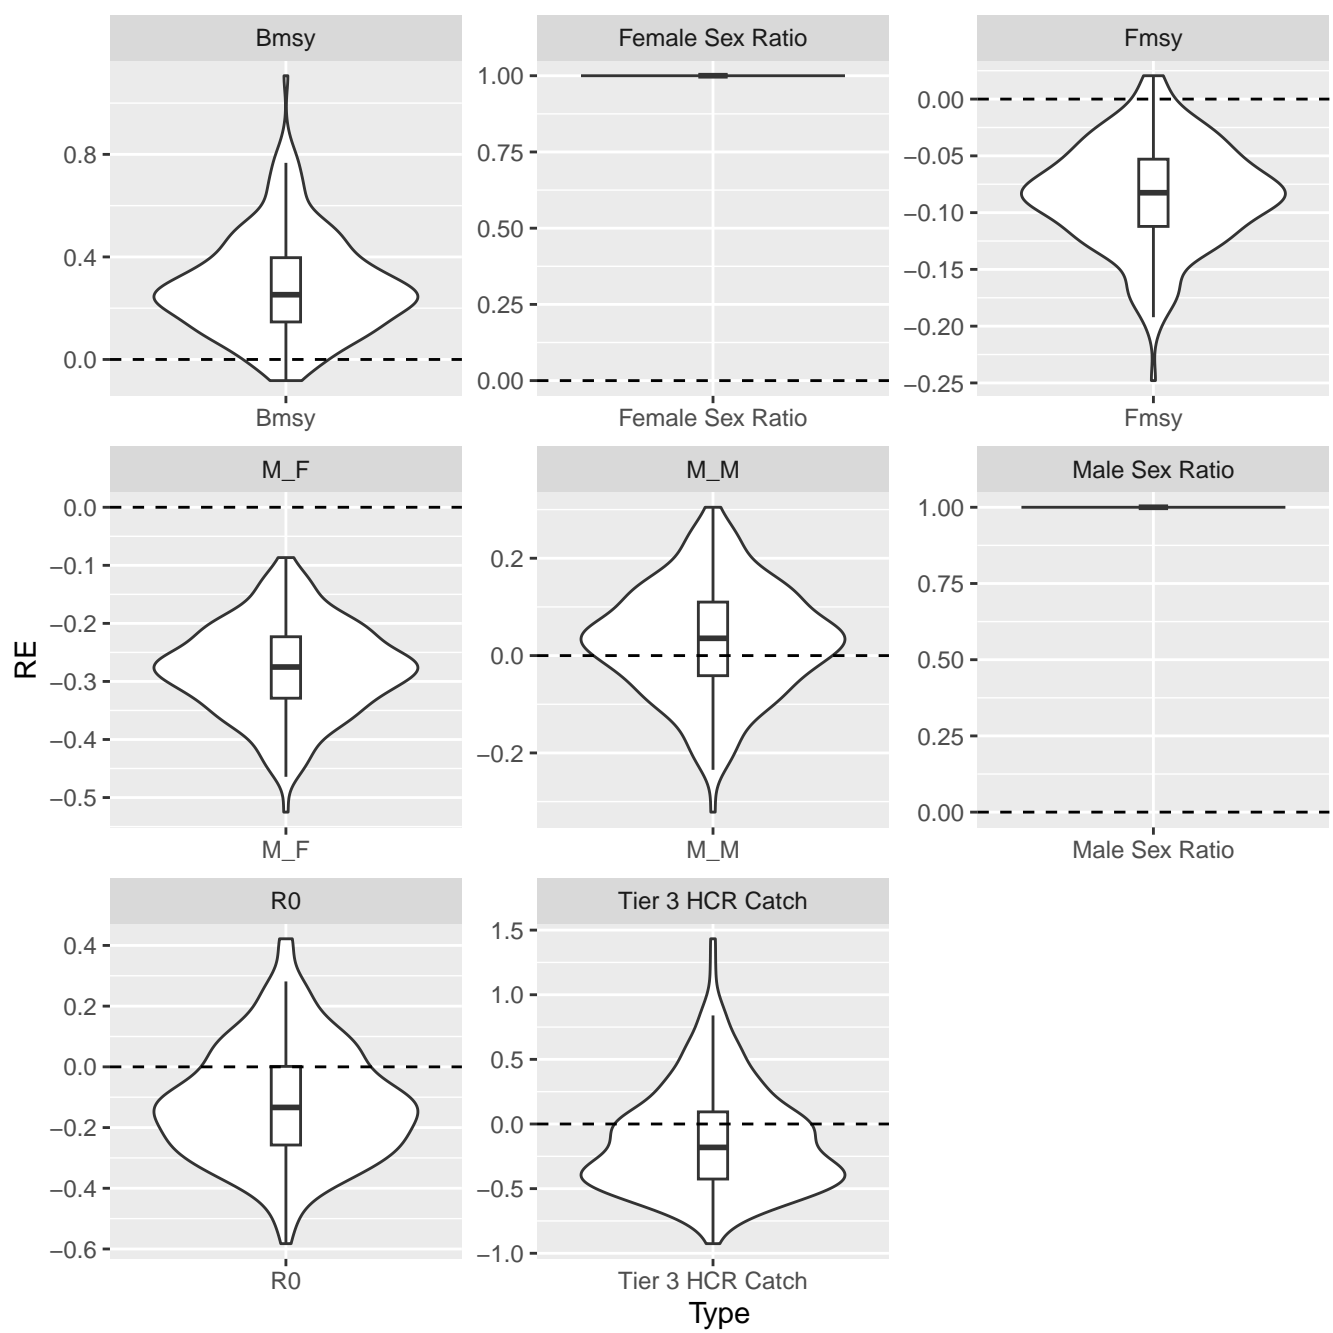 Bmsy
Female Sex Ratio
Fmsy
0.8
0.4
0.0
1.00
0.75
0.50
0.25
0.00
0.00
−0.05
−0.10
−0.15
−0.20
−0.25
Bmsy
Female Sex Ratio
Fmsy
M_F
M_M
Male Sex Ratio
0.0
−0.1
−0.2
−0.3
−0.4
−0.5
0.2
0.0
−0.2
1.00
0.75
0.50
0.25
0.00
M_F
M_M
Male Sex Ratio
RE
R0
Tier 3 HCR Catch
0.4
0.2
0.0
−0.2
−0.4
−0.6
1.5
1.0
0.5
0.0
−0.5
−1.0
R0
Tier 3 HCR Catch
Type